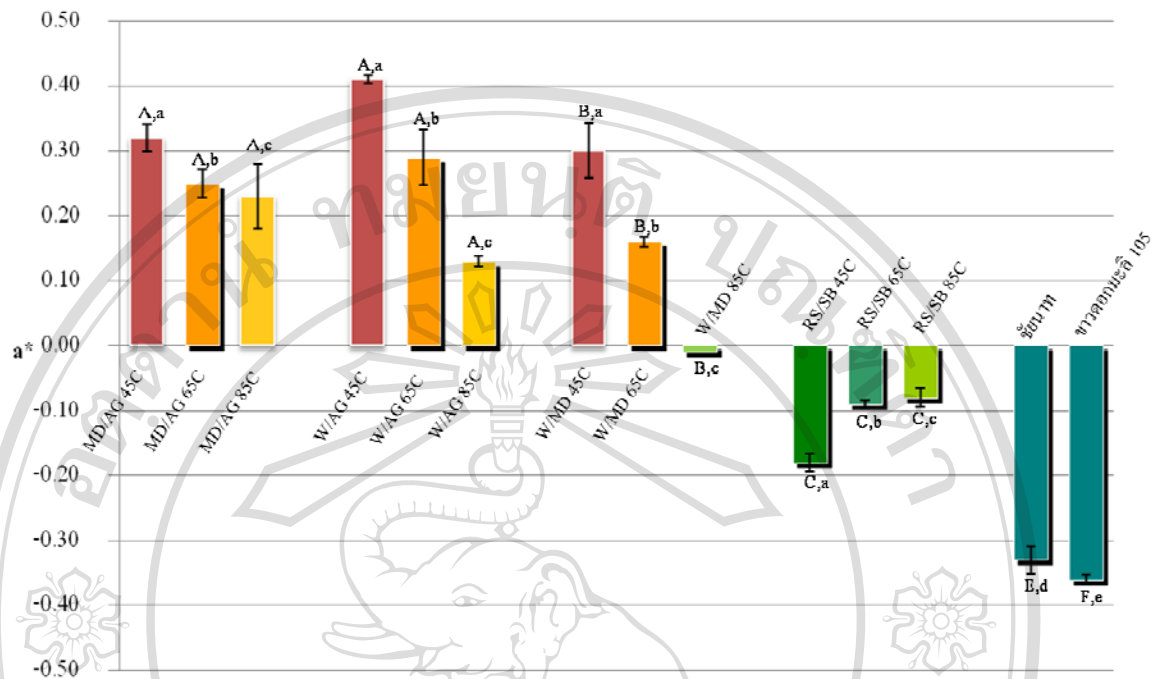 0.50
0.40
0.30
0.20
0.10
0.00
-0.10
-0.20
-0.30
-0.40
-0.50
a*
A,a
A,b
A,c
A,a
A,b
A,c
B,a
B,b
B,c
C,a
C,b
C,c
E,d
F,e
MD/AG 45C
MD/AG 65C
MD/AG 85C
W/AG 45C
W/AG 65C
W/AG 85C
W/MD 45C
W/MD 65C
W/MD 85C
RS/SB 45C
RS/SB 65C
RS/SB 85C
ชัยนาท
ขาวดอกมะลิ 105